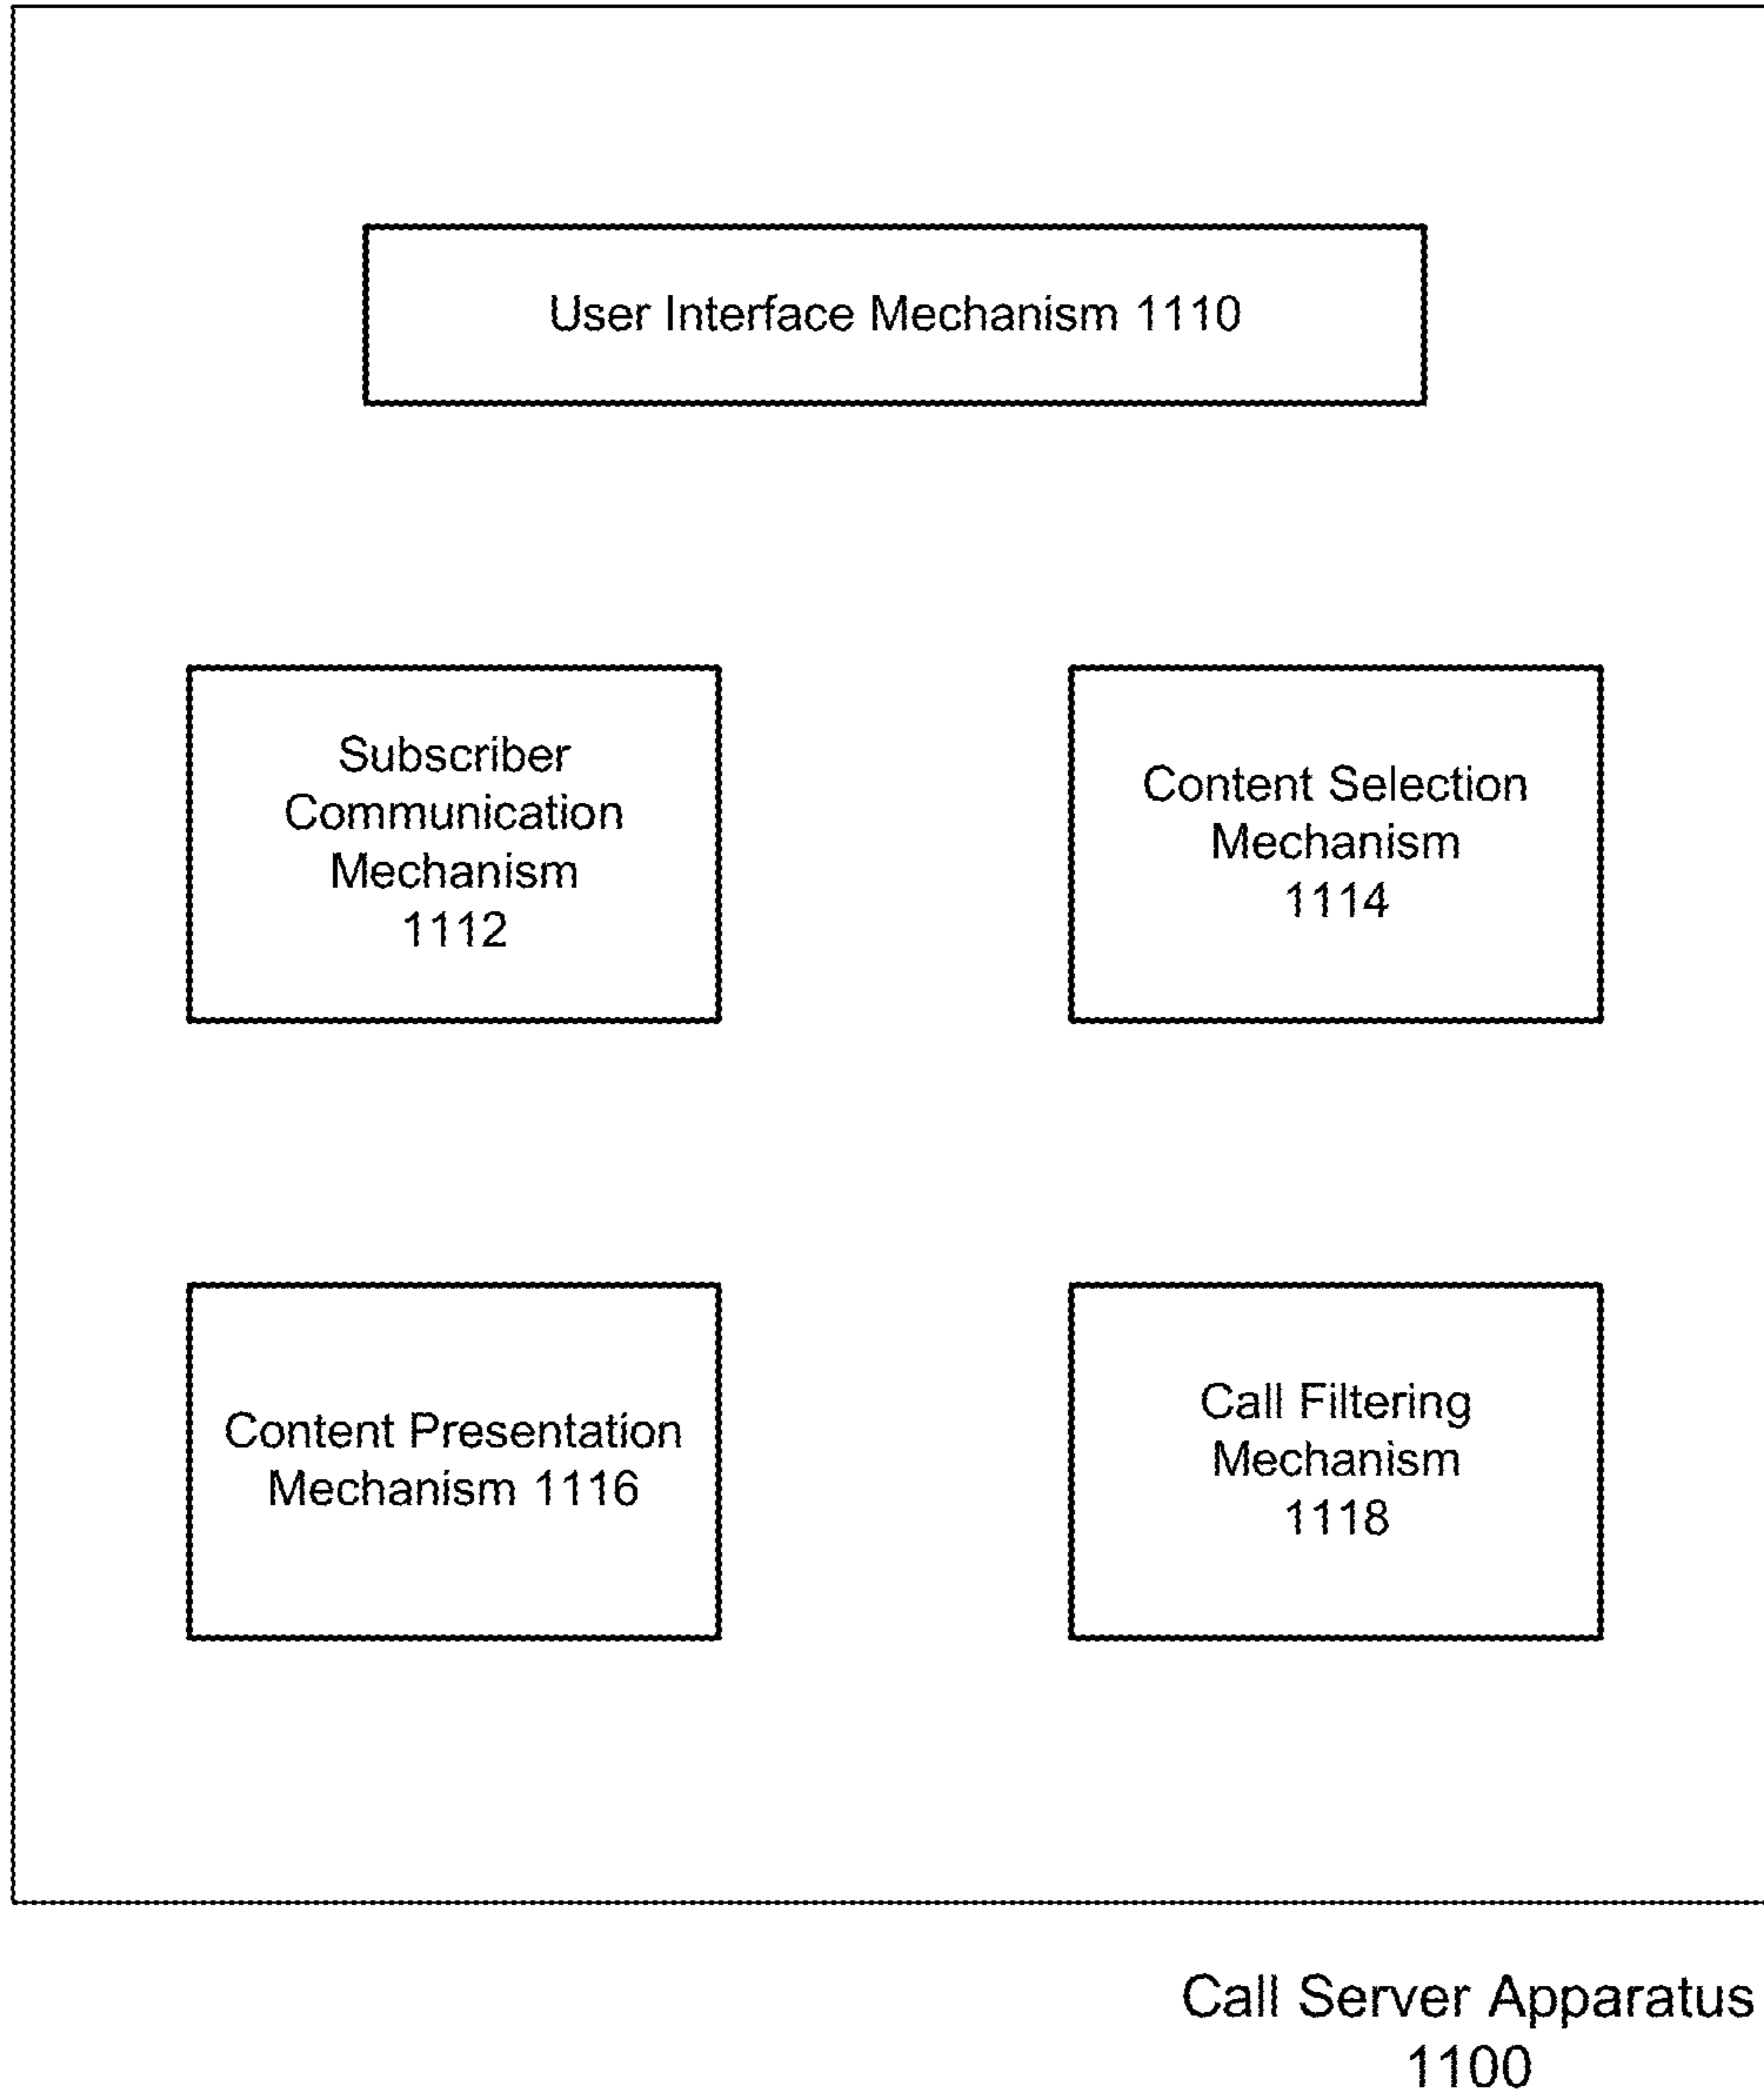 User Interface Mechanism 1110
Subscriber
Communication
Mechanism
1112
Content Selection
Mechanism
1114
Content Presentation
Mechanism 1116
Call Filtering
Mechanism
1118
Call Server Apparatus
1100